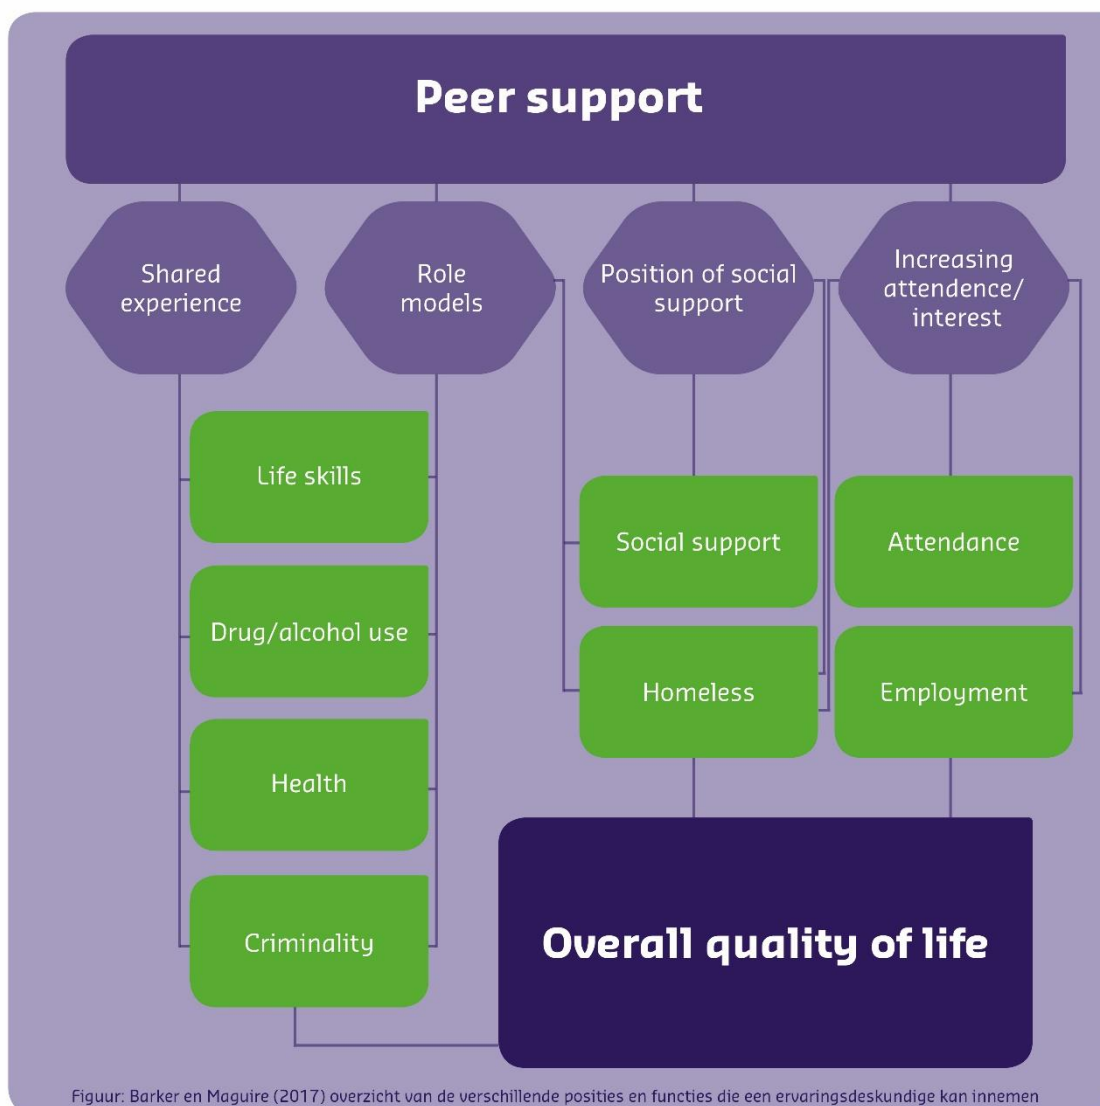 Peer support
Shared
experience
Role
models
Position of social
support
Increasing
attendence/
interest
Life skills
Drug/alcohol use
Health
Criminality
Social support
Homeless
Attendance
Employment
Overall quality of life
Figuur: Barker en Maguire (2017) overzicht van de verschillende posities en functies die een ervaringsdeskundige kan innemen